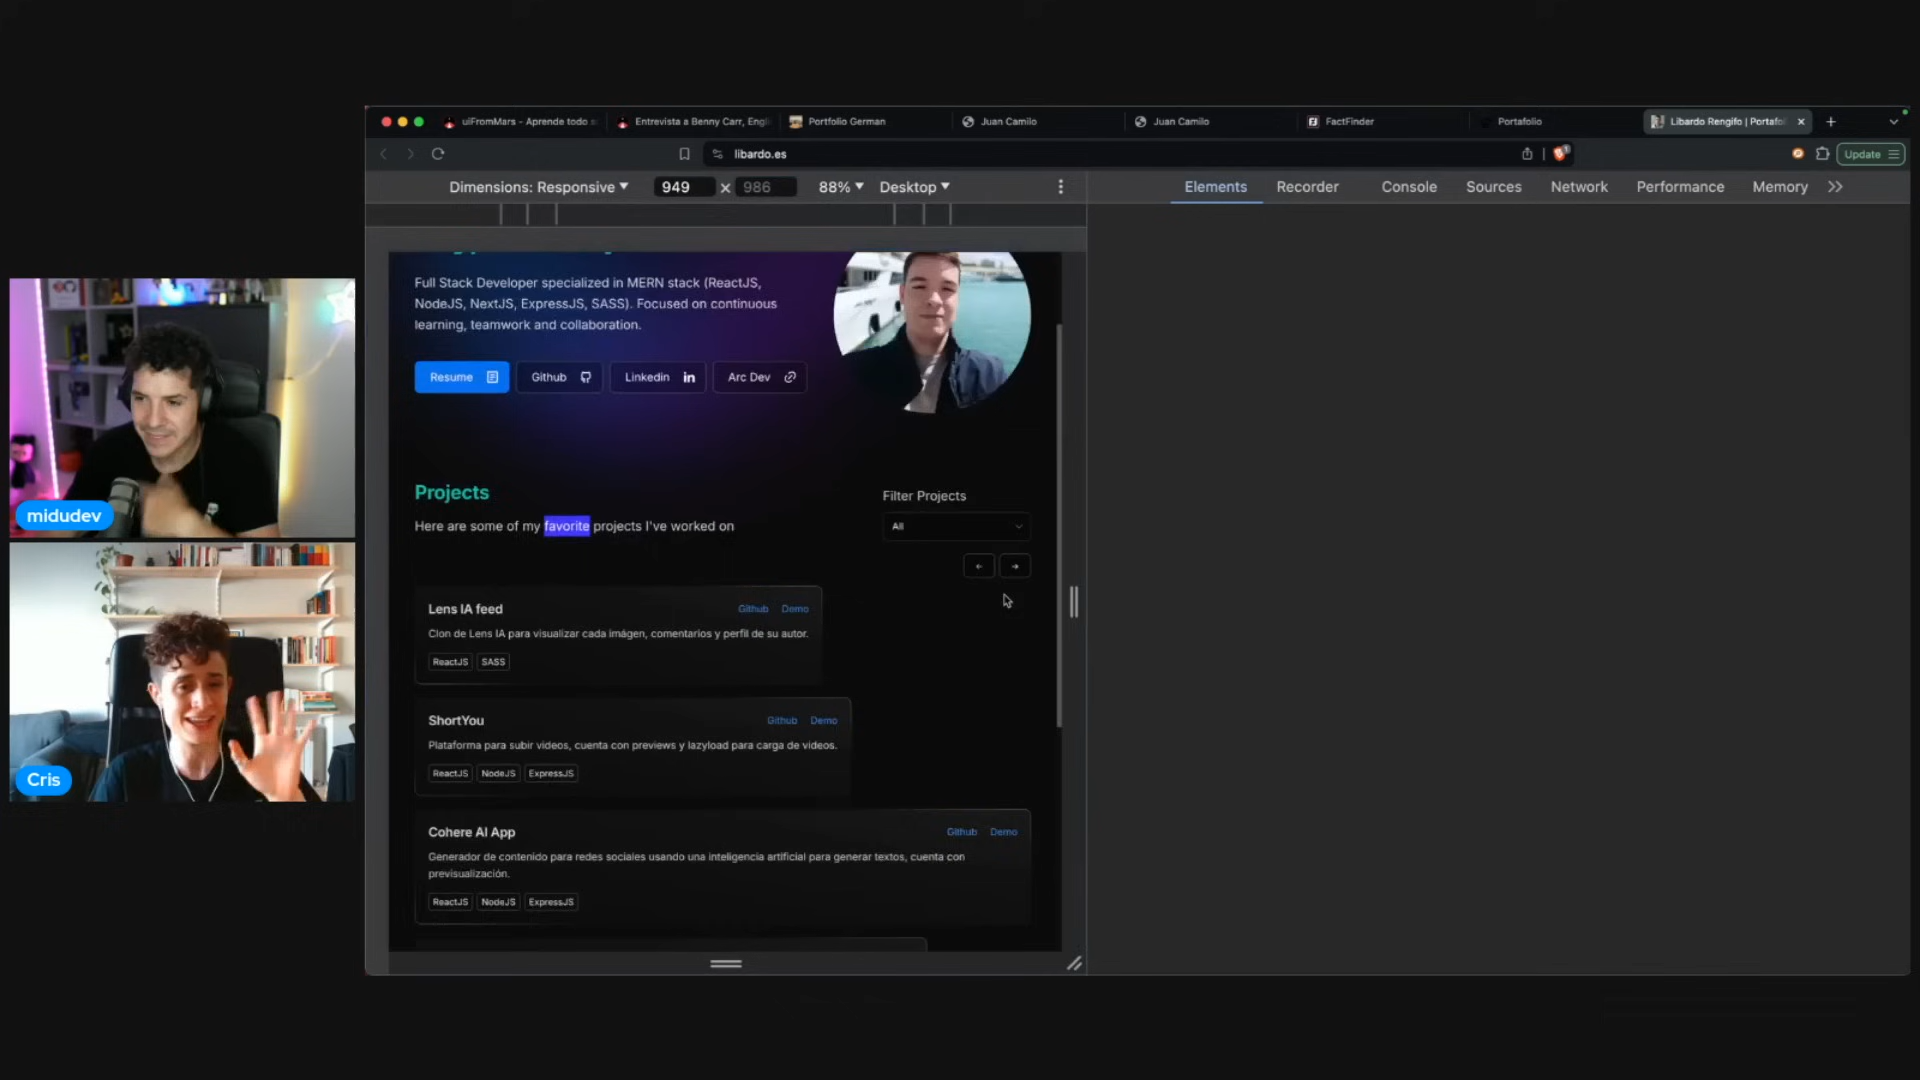 uiFromMars - Aprende todo s
Entrevista a Benny Carr, Engli
Portfolio German
Juan Camilo
Juan Camilo
FactFinder
Portafolio
Libardo Rengifo | Portafol
libardo.es
Update
Dimensions: Responsive
949 x 986
88%
Desktop
Elements
Recorder
Console
Sources
Network
Performance
Memory
Full Stack Developer specialized in MERN stack (ReactJS,
NodeJS, NextJS, ExpressJS, SASS). Focused on continuous
learning, teamwork and collaboration.
Resume
Github
Linkedin
Arc Dev
Projects
Here are some of my favorite projects I've worked on
Filter Projects
All
Lens IA feed
Github Demo
Clon de Lens IA para visualizar cada imágen, comentarios y perfil de su autor.
ReactJS SASS
ShortYou
Github Demo
Plataforma para subir videos, cuenta con previews y lazyload para carga de videos.
ReactJS NodeJS ExpressJS
Cohere AI App
Github Demo
Generador de contenido para redes sociales usando una inteligencia artificial para generar textos, cuenta con
previsualización.
ReactJS NodeJS ExpressJS
midudev
Cris